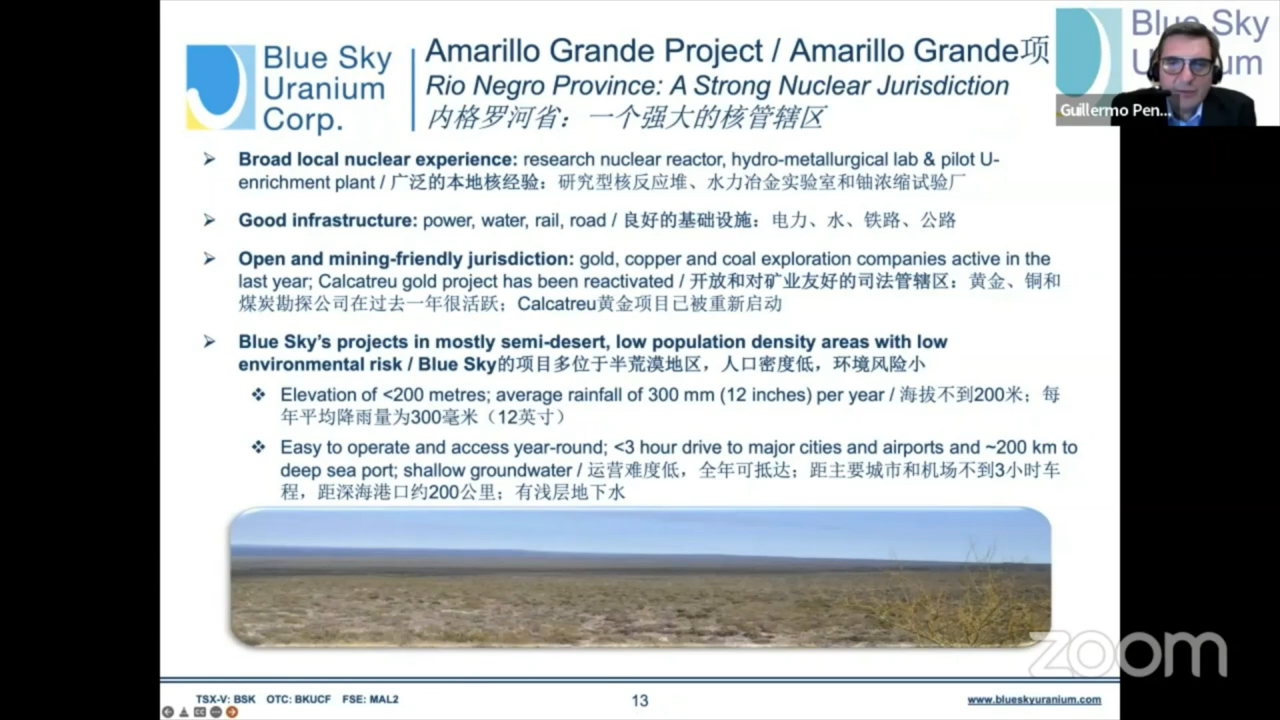 Blue Sky
Uranium
Corp.
Amarillo Grande Project / Amarillo Grande项
Rio Negro Province: A Strong Nuclear Jurisdiction
内格罗河省：一个强大的核管辖区
Blue Sky
Uranium
Guillermo Pen...
➢ Broad local nuclear experience: research nuclear reactor, hydro-metallurgical lab & pilot U-
enrichment plant / 广泛的本地核经验：研究型核反应堆、水力冶金实验室和铀浓缩试验厂
➢ Good infrastructure: power, water, rail, road / 良好的基础设施：电力、水、铁路、公路
➢ Open and mining-friendly jurisdiction: gold, copper and coal exploration companies active in the
last year; Calcatreu gold project has been reactivated / 开放和对矿业友好的司法管辖区：黄金、铜和
煤炭勘探公司在过去一年很活跃；Calcatreu黄金项目已被重新启动
➢ Blue Sky's projects in mostly semi-desert, low population density areas with low
environmental risk / Blue Sky的项目多位于半荒漠地区，人口密度低，环境风险小
❖ Elevation of <200 metres; average rainfall of 300 mm (12 inches) per year / 海拔不到200米；每
年平均降雨量为300毫米（12英寸）
❖ Easy to operate and access year-round; <3 hour drive to major cities and airports and ~200 km to
deep sea port; shallow groundwater / 运营难度低，全年可抵达；距主要城市和机场不到3小时车
程，距深海港口约200公里；有浅层地下水
zoom
TSX-V: BSK OTC: BKUCF FSE: MAL2
13
www.blueskyuranium.com